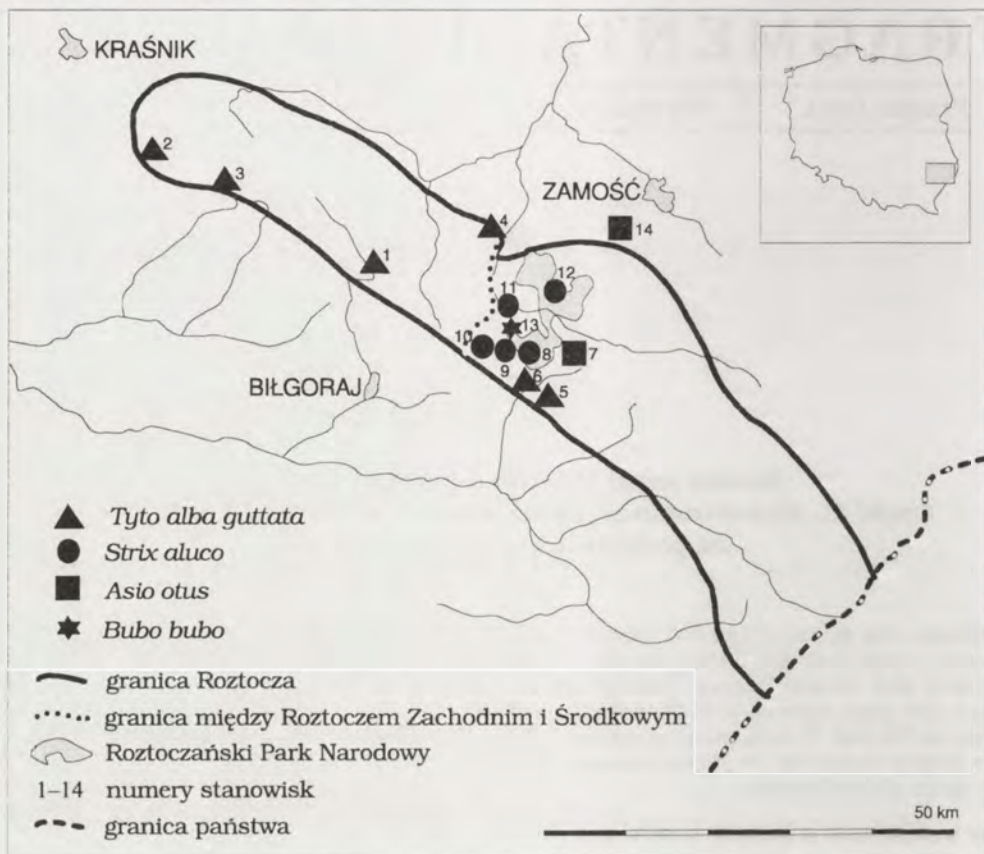 RAGMENT
KRAŚNIK
2
3
ZAMOŚĆ
4
14
1
12
11
13
10
9
8
7
6
5
BIŁGORAJ
Tyto alba guttata
Strix aluco
Asio otus
Bubo bubo
granica Roztocza
granica między Roztoczem Zachodnim i Środkowym
Roztoczański Park Narodowy
1–14 numery stanowisk
granica państwa
50 km